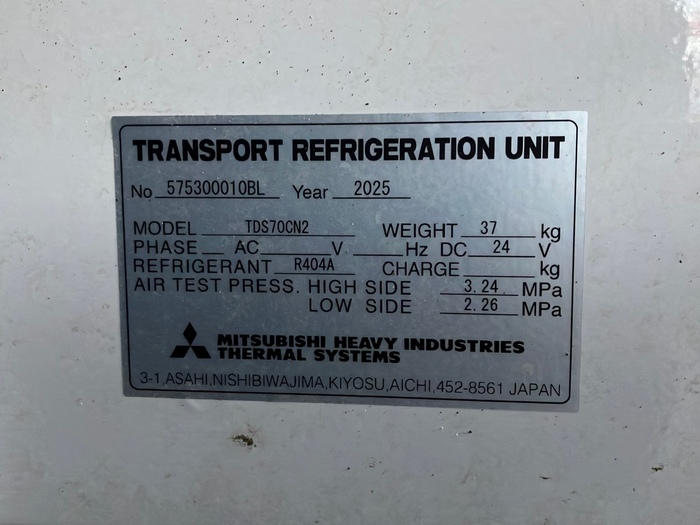 TRANSPORT REFRIGERATION UNIT
No 575300010BL Year 2025
MODEL TDS70CN2 WEIGHT 37 kg
PHASE AC V Hz DC 24 V
REFRIGERANT R404A CHARGE kg
AIR TEST PRESS. HIGH SIDE 3.24 MPa
LOW SIDE 2.26 MPa
MITSUBISHI HEAVY INDUSTRIES
THERMAL SYSTEMS
3-1,ASAHI,NISHIBIWAJIMA,KIYOSU,AICHI,452-8561 JAPAN